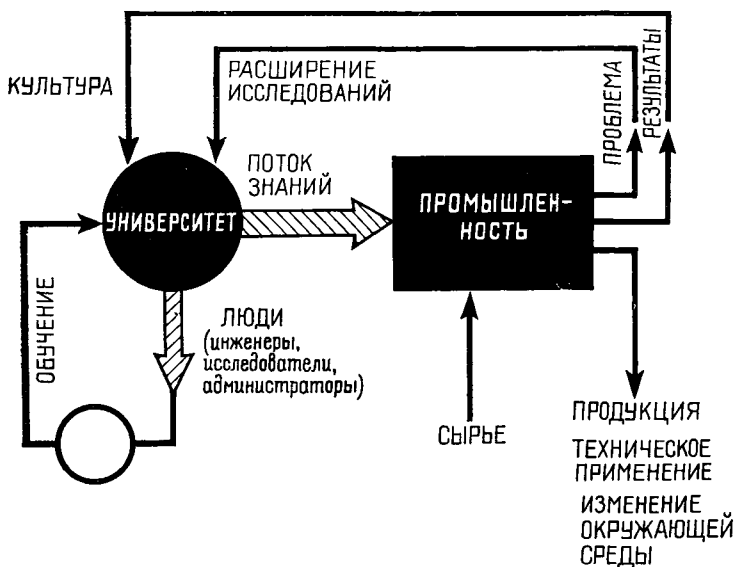 КУЛЬТУРА
РАСШИРЕНИЕ
ИССЛЕДОВАНИЙ
ПРОБЛЕМА
РЕЗУЛЬТАТЫ
ПОТОК
ЗНАНИЙ
УНИВЕРСИТЕТ
ПРОМЫШЛЕН-
НОСТЬ
ОБУЧЕНИЕ
ЛЮДИ
(инженеры,
исследователи,
администраторы)
СЫРЬЕ
ПРОДУКЦИЯ
ТЕХНИЧЕСКОЕ
ПРИМЕНЕНИЕ
ИЗМЕНЕНИЕ
ОКРУЖАЮЩЕЙ
СРЕДЫ